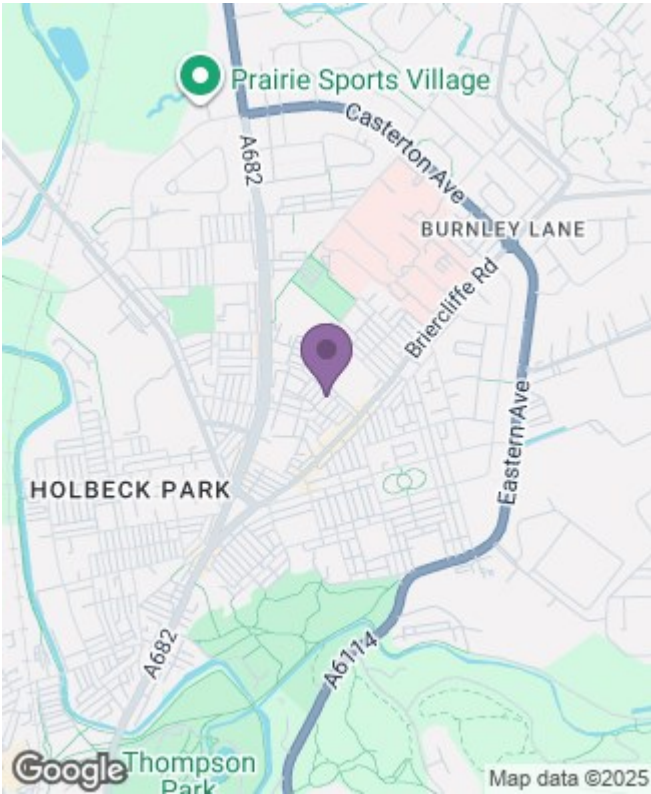 Prairie Sports Village
Casterton Ave
A682
BURNLEY LANE
Briercliffe Rd
Eastern Ave
HOLBECK PARK
A682
A6114
Thompson
Park
Google
Map data ©2025